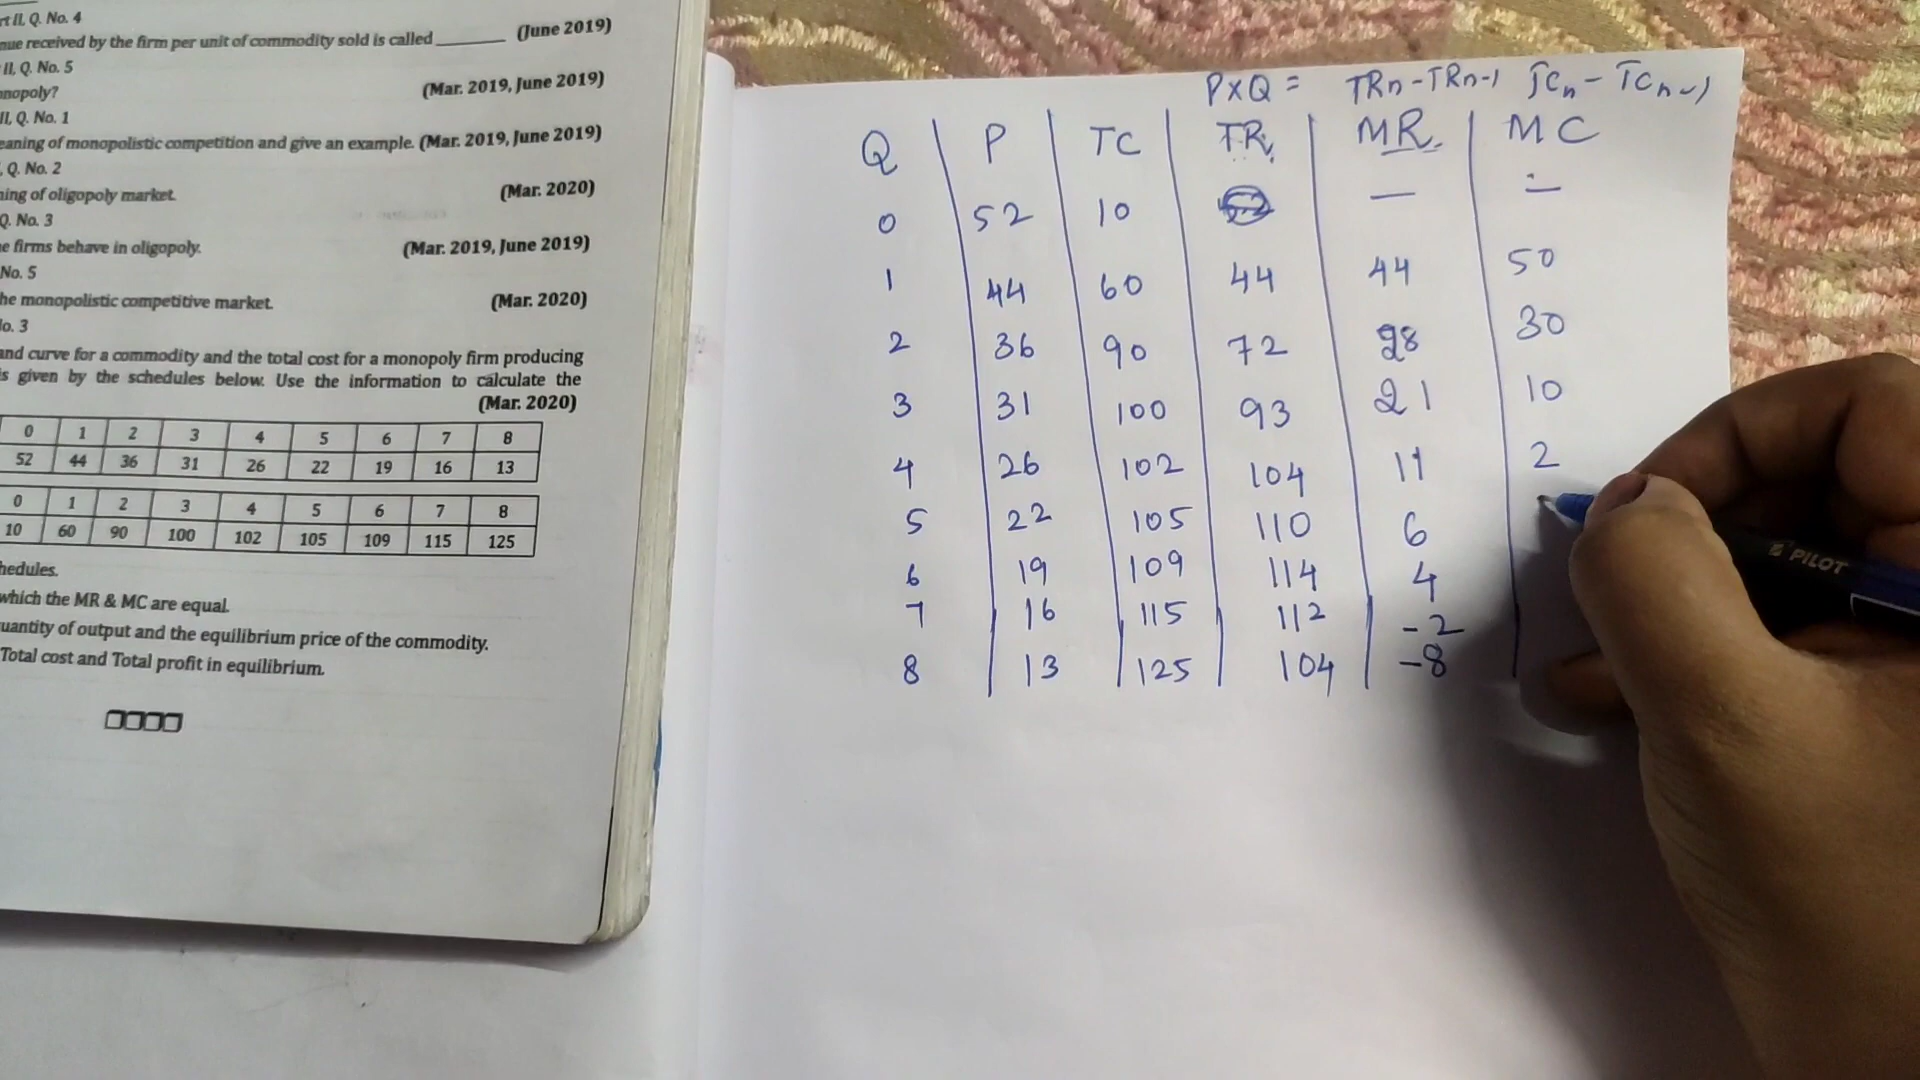 rt II, Q. No. 4
nue received by the firm per unit of commodity sold is called ________ (June 2019)
II, Q. No. 5
nopoly? (Mar. 2019, June 2019)
II, Q. No. 1
eaning of monopolistic competition and give an example. (Mar. 2019, June 2019)
, Q. No. 2
ning of oligopoly market. (Mar. 2020)
Q. No. 3
e firms behave in oligopoly. (Mar. 2019, June 2019)
No. 5
he monopolistic competitive market. (Mar. 2020)
lo. 3
and curve for a commodity and the total cost for a monopoly firm producing
s given by the schedules below. Use the information to calculate the
(Mar. 2020)
0 1 2 3 4 5 6 7 8
52 44 36 31 26 22 19 16 13
0 1 2 3 4 5 6 7 8
10 60 90 100 102 105 109 115 125
hedules.
which the MR & MC are equal.
uantity of output and the equilibrium price of the commodity.
Total cost and Total profit in equilibrium.
P×Q = TRn-TRn-1 TCn-TCn-1
Q P TC TR MR MC
0 52 10 — —
1 44 60 44 44 50
2 36 90 72 28 30
3 31 100 93 21 10
4 26 102 104 11 2
5 22 105 110 6
6 19 109 114 4
7 16 115 112 -2
8 13 125 104 -8
PILOT